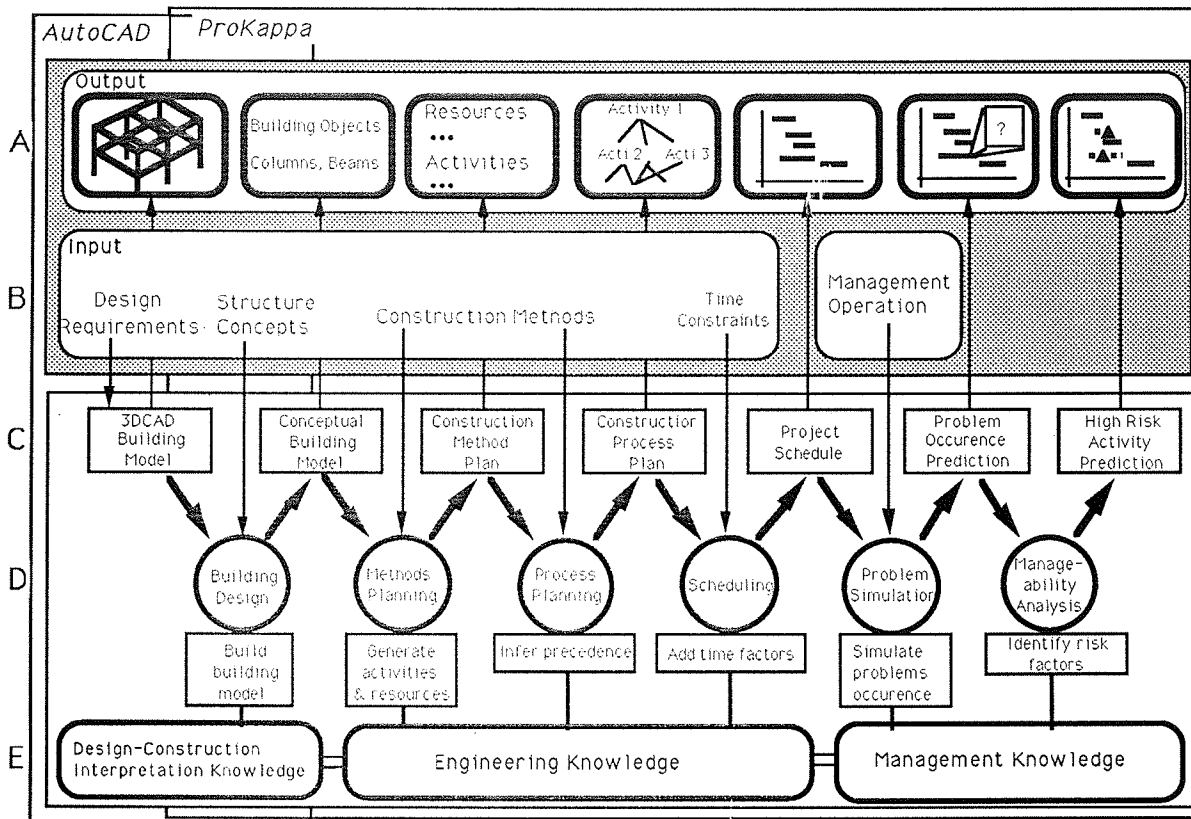 AutoCAD
ProKappa
Output
A
Building Objects
Columns, Beams
Resources
...
Activities
...
Activity 1
Acti 2
Acti 3
?
Input
B
Design
Requirements
Structure
Concepts
Construction Methods
Time
Constraints
Management
Operation
C
3DCAD
Building
Model
Conceptual
Building
Model
Construction
Method
Plan
Construction
Process
Plan
Project
Schedule
Problem
Occurence
Prediction
High Risk
Activity
Prediction
D
Building
Design
Methods
Planning
Process
Planning
Scheduling
Problem
Simulation
Manage-
ability
Analysis
Build
building
model
Generate
activities
& resources
Infer precedence
Add time factors
Simulate
problems
occurence
Identify risk
factors
E
Design-Construction
Interpretation Knowledge
Engineering Knowledge
Management Knowledge